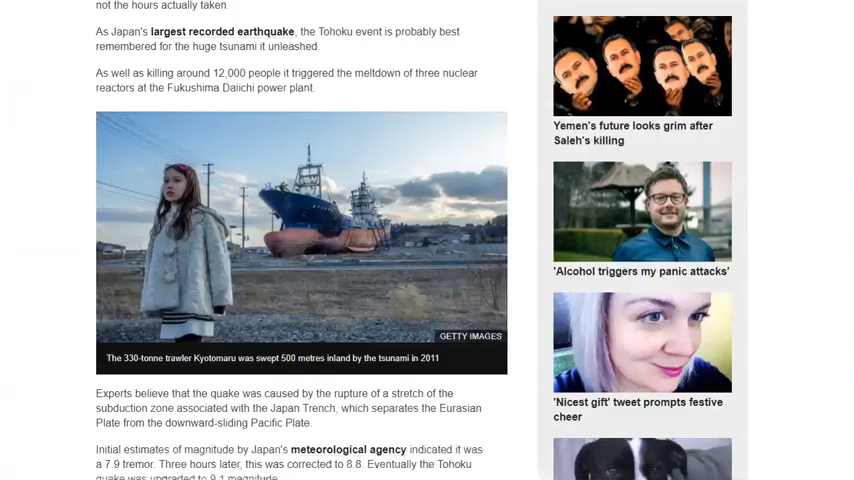 not the hours actually taken.
As Japan's largest recorded earthquake, the Tohoku event is probably best
remembered for the huge tsunami it unleashed.
As well as killing around 12,000 people it triggered the meltdown of three nuclear
reactors at the Fukushima Daiichi power plant.
GETTY IMAGES
The 330-tonne trawler Kyotomaru was swept 500 metres inland by the tsunami in 2011
Experts believe that the quake was caused by the rupture of a stretch of the
subduction zone associated with the Japan Trench, which separates the Eurasian
Plate from the downward-sliding Pacific Plate.
Initial estimates of magnitude by Japan's meteorological agency indicated it was
a 7.9 tremor. Three hours later, this was corrected to 8.8. Eventually the Tohoku
quake was upgraded to 9.1 magnitude.
Yemen's future looks grim after
Saleh's killing
'Alcohol triggers my panic attacks'
'Nicest gift' tweet prompts festive
cheer